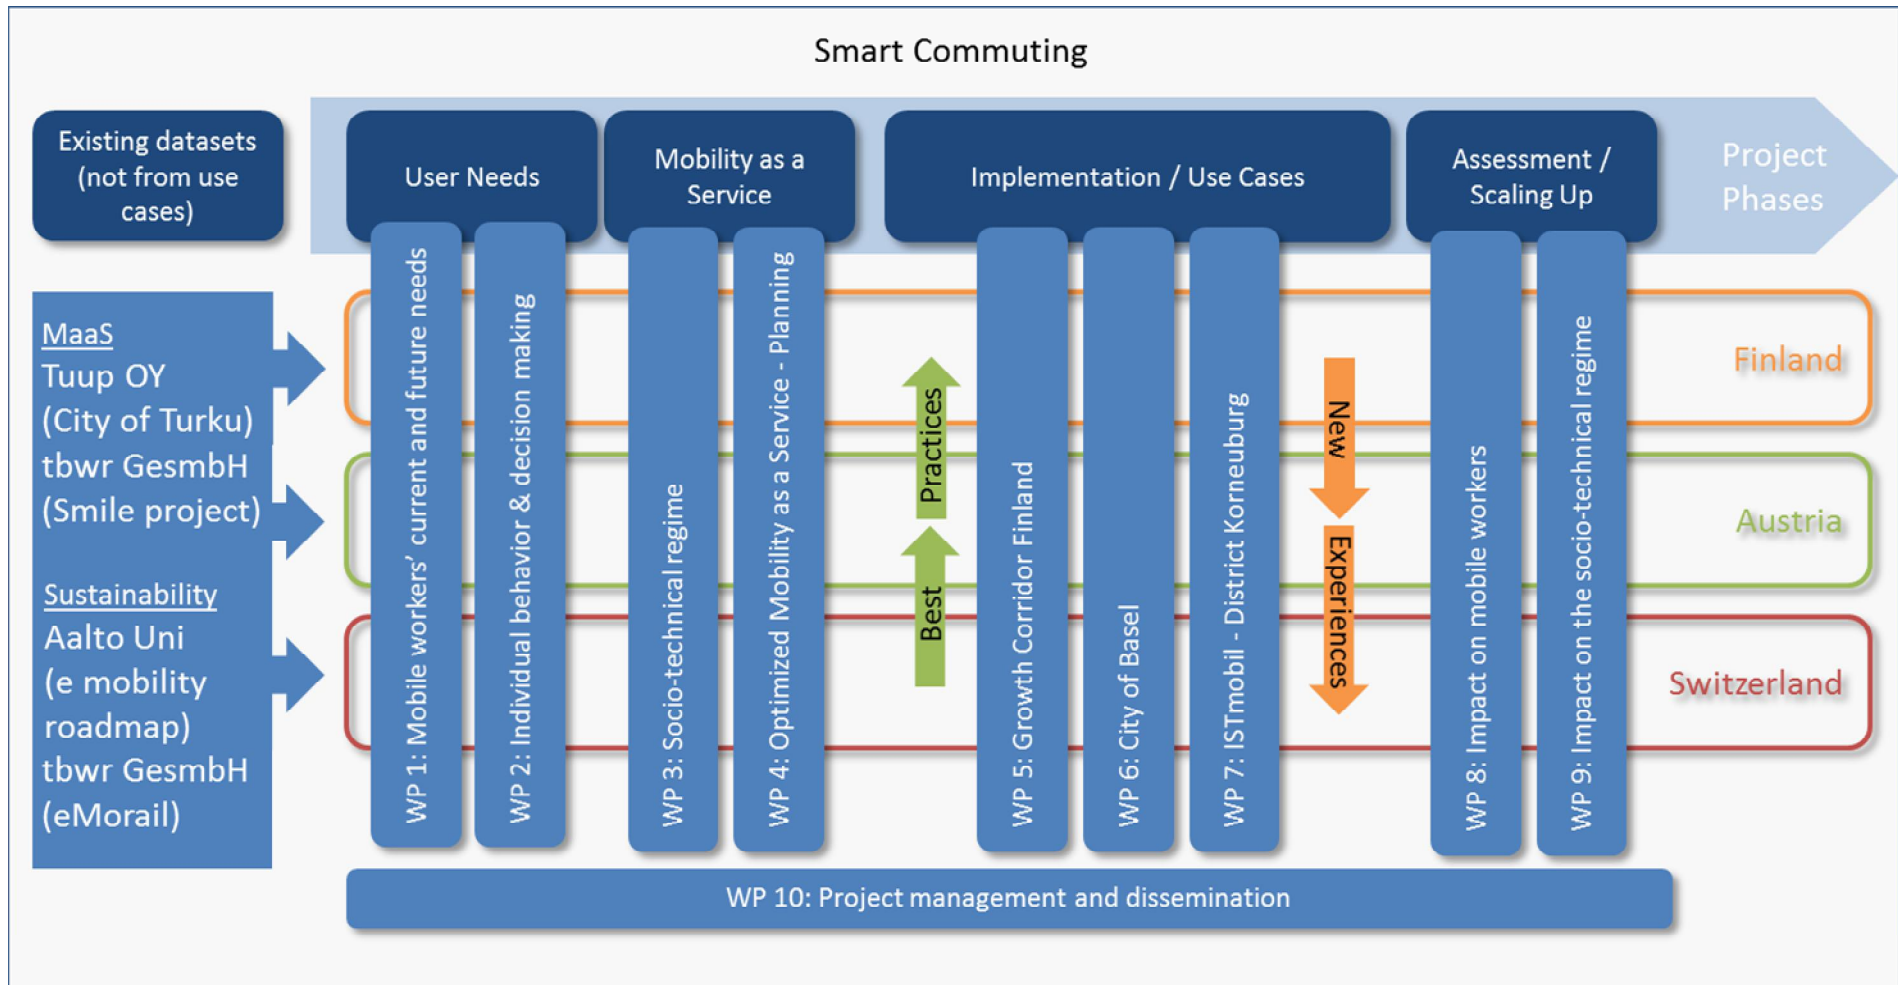 Smart Commuting
Existing datasets
(not from use
cases)
User Needs
Mobility as a
Service
Implementation / Use Cases
Assessment /
Scaling Up
Project
Phases
MaaS
Tuup OY
(City of Turku)
tbwr GesmbH
(Smile project)
Sustainability
Aalto Uni
(e mobility
roadmap)
tbwr GesmbH
(eMorail)
WP 1: Mobile workers’ current and future needs
WP 2: Individual behavior & decision making
WP 3: Socio-technical regime
WP 4: Optimized Mobility as a Service - Planning
Best
Practices
WP 5: Growth Corridor Finland
WP 6: City of Basel
WP 7: ISTmobil - District Korneuburg
New
Experiences
WP 8: Impact on mobile workers
WP 9: Impact on the socio-technical regime
Finland
Austria
Switzerland
WP 10: Project management and dissemination